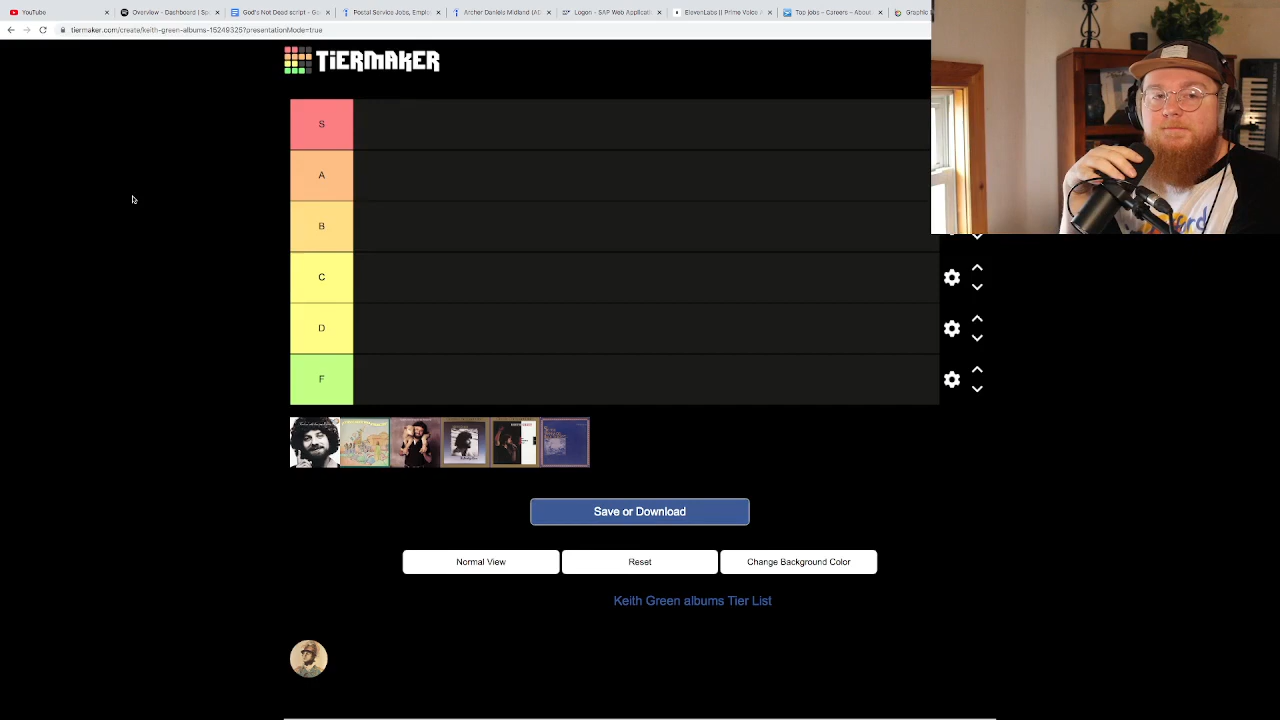 YouTube
Overview - Dashboard | Sp
God's Not Dead script - Go
Postal Service Jobs, Emplo
Archer Daniels Midland (AD
Logon - SAP Web Applicati
ElevenLabs || Prime Voice A
Top jobs – Careers – About
Graphic
tiermaker.com/create/keith-green-albums-15249325?presentationMode=true
TiERMAKER
S
A
B
C
D
F
Save or Download
Normal View
Reset
Change Background Color
Keith Green albums Tier List